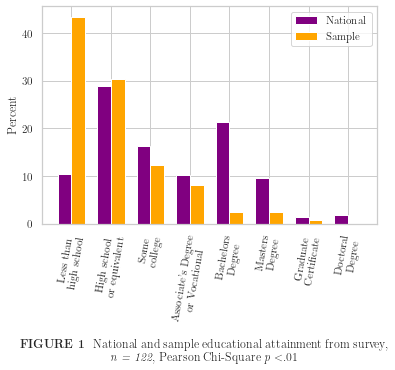 National
Sample
40
30
20
10
0
Percent
Less than
high school
High school
or equivalent
Some
college
Associate's Degree
or Vocational
Bachelors
Degree
Masters
Degree
Graduate
Certificate
Doctoral
Degree
FIGURE 1 National and sample educational attainment from survey,
n = 122, Pearson Chi-Square p <.01